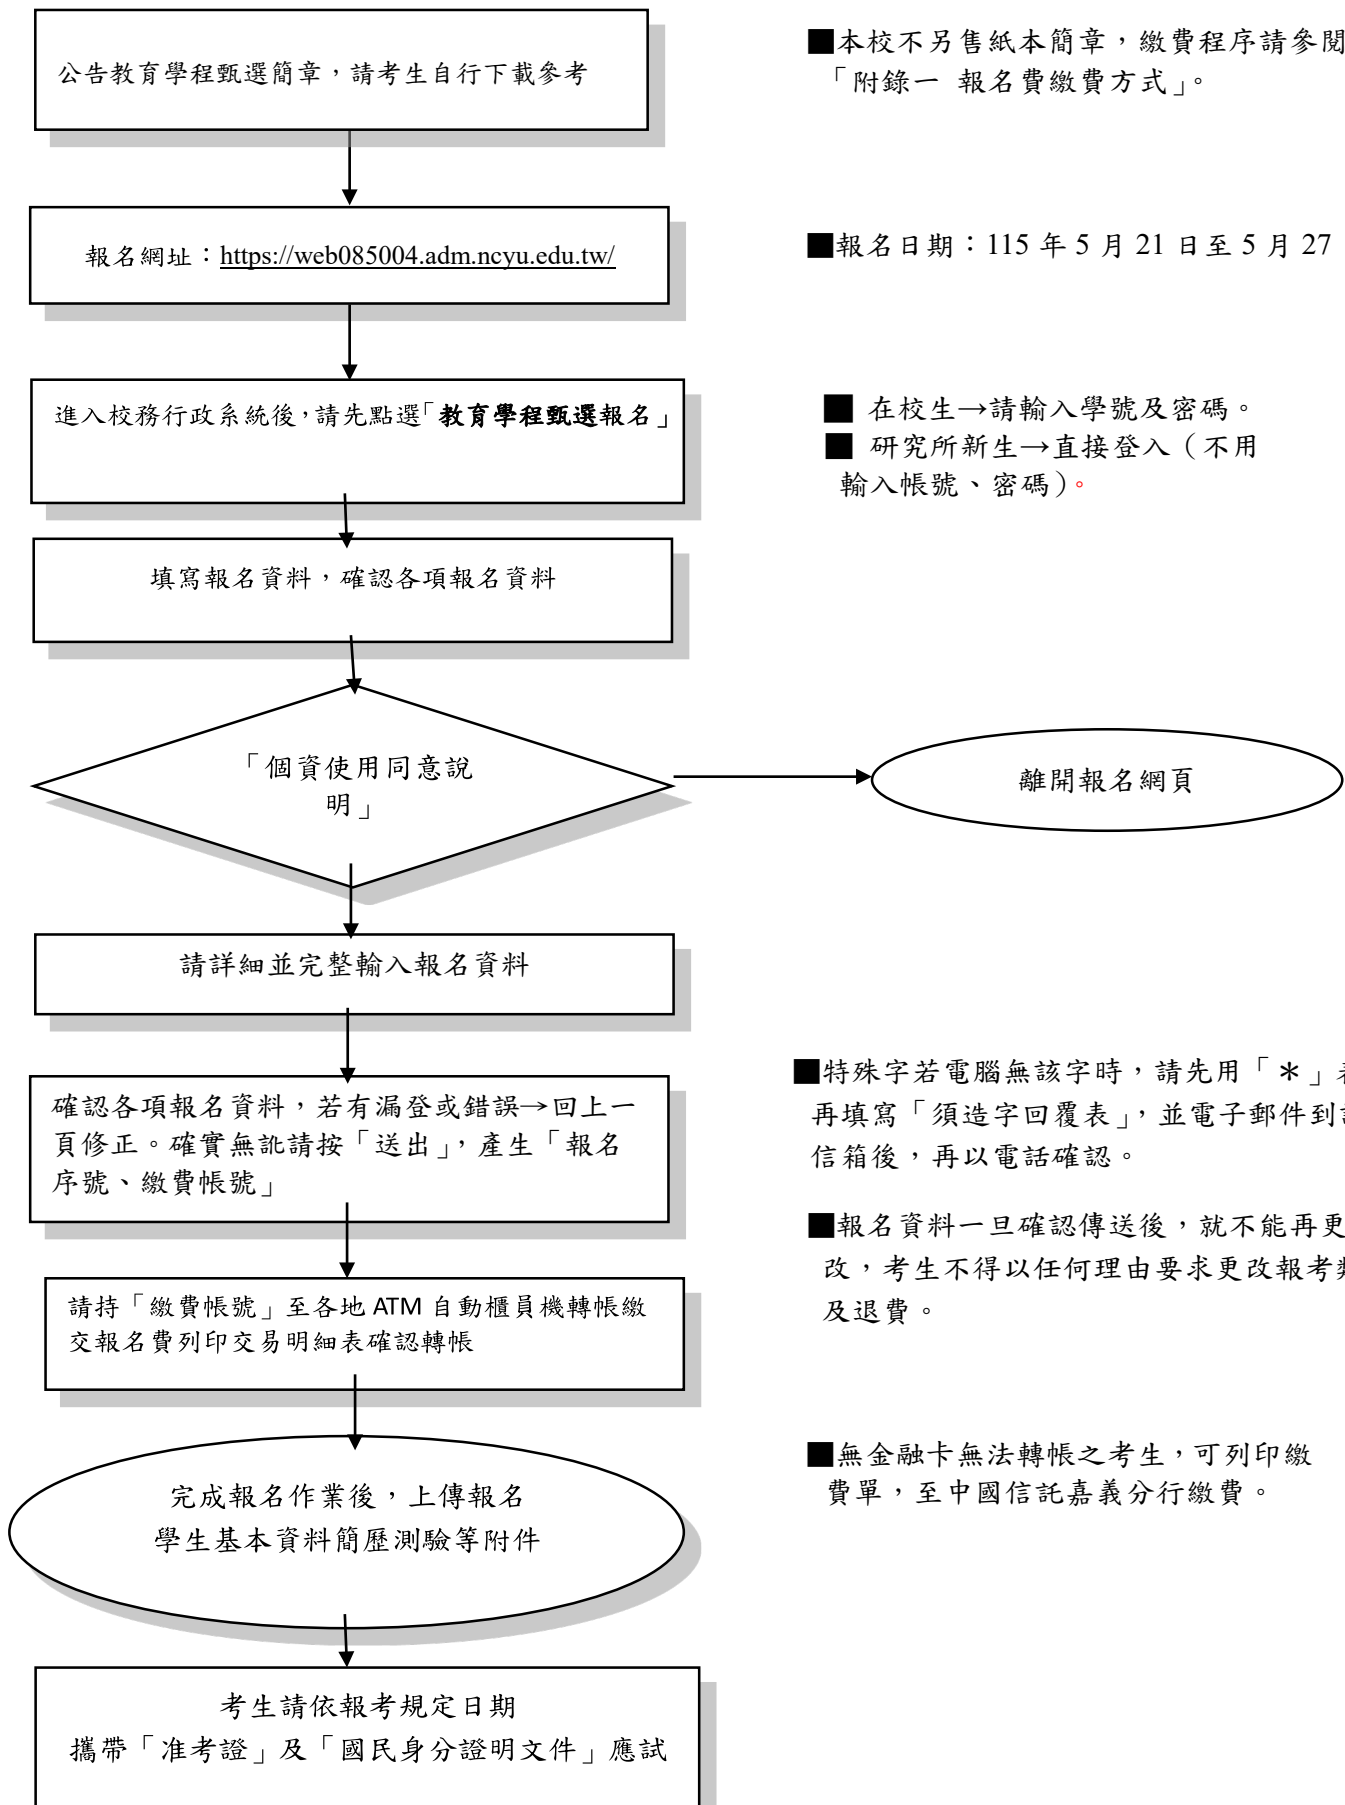 公告教育學程甄選簡章，請考生自行下載參考
■本校不另售紙本簡章，繳費程序請參閱
「附錄一 報名費繳費方式」。
報名網址：https://web085004.adm.ncyu.edu.tw/
■報名日期：115 年 5 月 21 日至 5 月 27
進入校務行政系統後，請先點選「教育學程甄選報名」
■ 在校生→請輸入學號及密碼。
■ 研究所新生→直接登入（不用
輸入帳號、密碼）。
填寫報名資料，確認各項報名資料
「個資使用同意說
明」
離開報名網頁
請詳細並完整輸入報名資料
確認各項報名資料，若有漏登或錯誤→回上一
頁修正。確實無訛請按「送出」，產生「報名
序號、繳費帳號」
■特殊字若電腦無該字時，請先用「＊」
再填寫「須造字回覆表」，並電子郵件到
信箱後，再以電話確認。
■報名資料一旦確認傳送後，就不能再更
改，考生不得以任何理由要求更改報考
及退費。
請持「繳費帳號」至各地 ATM 自動櫃員機轉帳繳
交報名費列印交易明細表確認轉帳
■無金融卡無法轉帳之考生，可列印繳
費單，至中國信託嘉義分行繳費。
完成報名作業後，上傳報名
學生基本資料簡歷測驗等附件
考生請依報考規定日期
攜帶「准考證」及「國民身分證明文件」應試